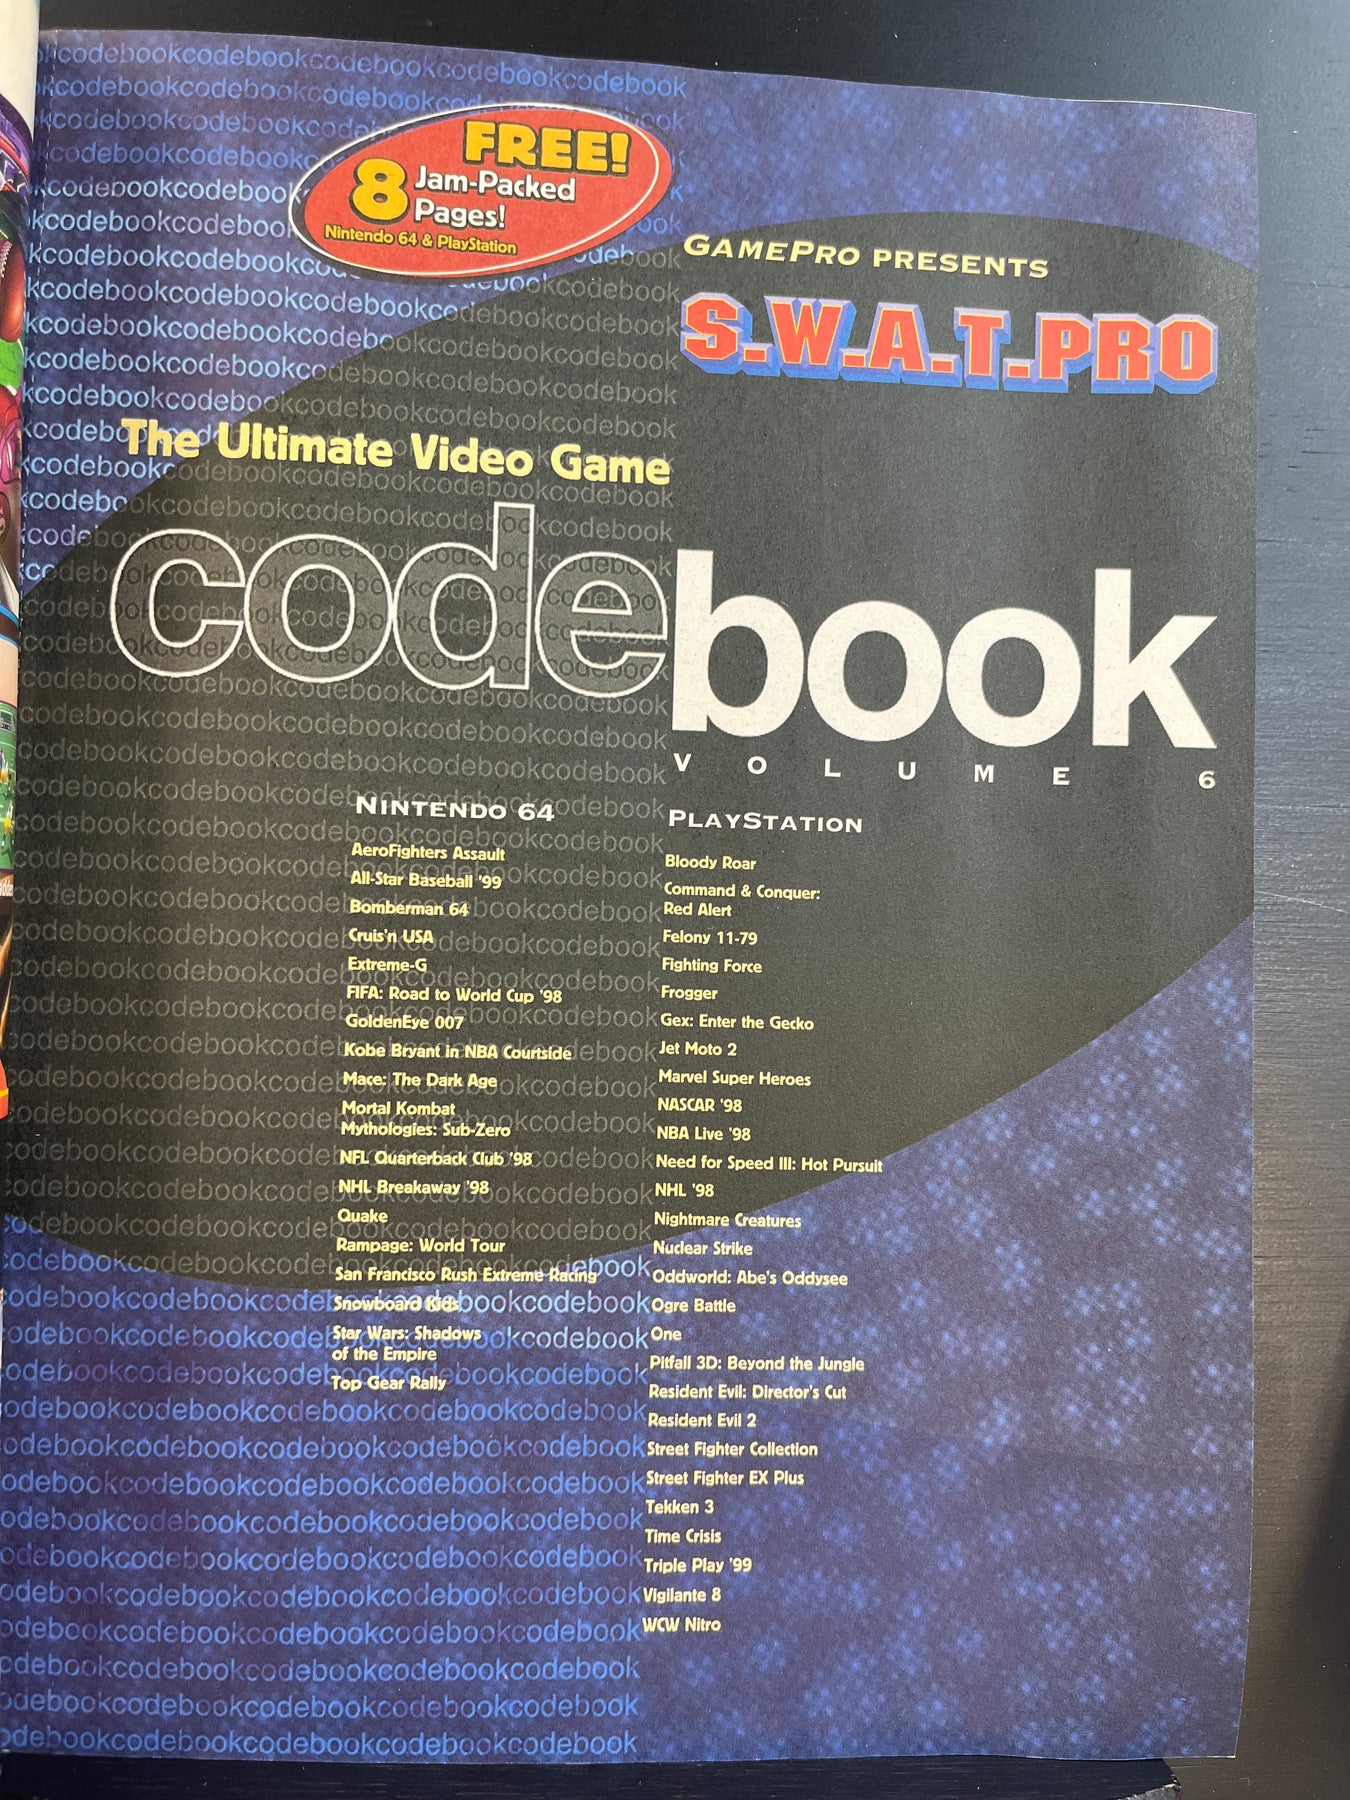 FREE!
8 Jam-Packed
Pages!
Nintendo 64 & PlayStation
GAMEPRO PRESENTS
S.W.A.T.PRO
The Ultimate Video Game
codebook
VOLUME 6
NINTENDO 64
AeroFighters Assault
All-Star Baseball '99
Bomberman 64
Cruis'n USA
Extreme-G
FIFA: Road to World Cup '98
GoldenEye 007
Kobe Bryant in NBA Courtside
Mace: The Dark Age
Mortal Kombat
Mythologies: Sub-Zero
NFL Quarterback Club '98
NHL Breakaway '98
Quake
Rampage: World Tour
San Francisco Rush Extreme Racing
Snowboard Kids
Star Wars: Shadows
of the Empire
Top Gear Rally
PLAYSTATION
Bloody Roar
Command & Conquer:
Red Alert
Felony 11-79
Fighting Force
Frogger
Gex: Enter the Gecko
Jet Moto 2
Marvel Super Heroes
NASCAR '98
NBA Live '98
Need for Speed III: Hot Pursuit
NHL '98
Nightmare Creatures
Nuclear Strike
Oddworld: Abe's Oddysee
Ogre Battle
One
Pitfall 3D: Beyond the Jungle
Resident Evil: Director's Cut
Resident Evil 2
Street Fighter Collection
Street Fighter EX Plus
Tekken 3
Time Crisis
Triple Play '99
Vigilante 8
WCW Nitro